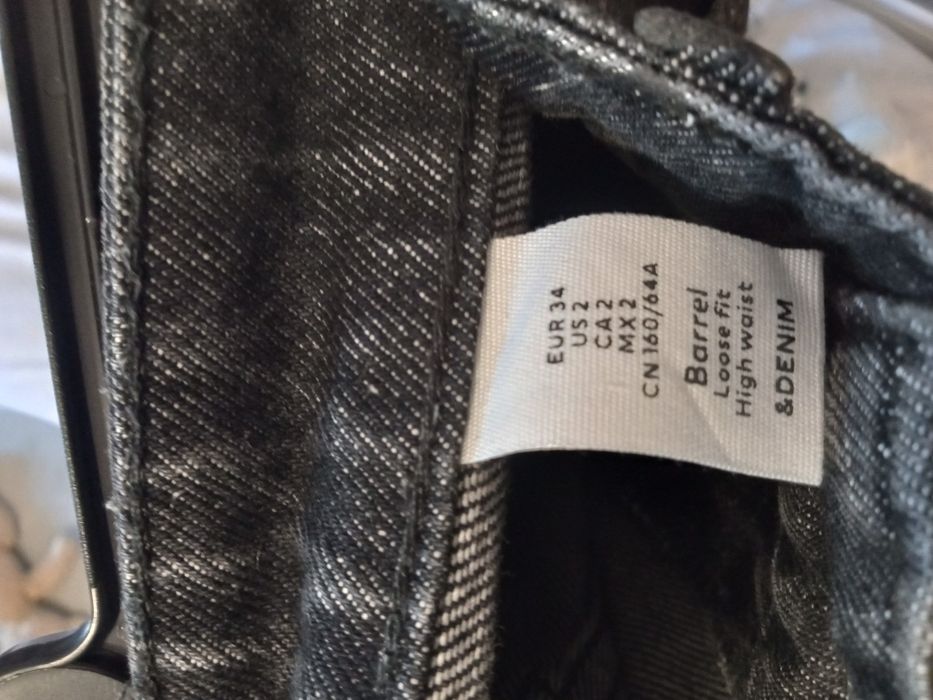 EUR 34
US 2
CA 2
MX 2
CN 160/64A
Barrel
Loose fit
High waist
&DENIM